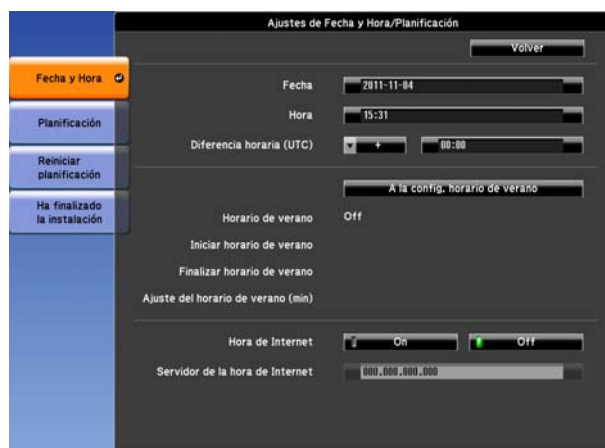 Ajustes de Fecha y Hora/Planificación
Volver
Fecha y Hora
Planificación
Reiniciar
planificación
Ha finalizado
la instalación
Fecha 2011-11-04
Hora 15:31
Diferencia horaria (UTC) + 00:00
A la config. horario de verano
Horario de verano Off
Iniciar horario de verano
Finalizar horario de verano
Ajuste del horario de verano (min)
Hora de Internet On Off
Servidor de la hora de Internet 000.000.000.000